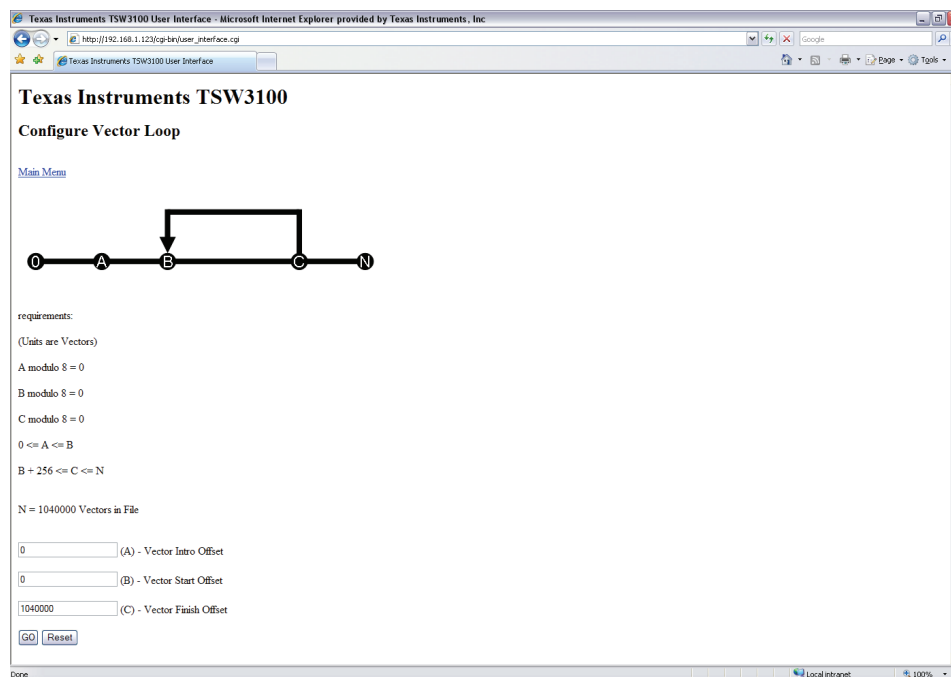 Texas Instruments TSW3100 User Interface - Microsoft Internet Explorer provided by Texas Instruments, Inc
http://192.168.1.123/cgi-bin/user_interface.cgi
Google
Texas Instruments TSW3100 User Interface
Page
Tools
Texas Instruments TSW3100
Configure Vector Loop
Main Menu
0 A B C N
requirements:
(Units are Vectors)
A modulo 8 = 0
B modulo 8 = 0
C modulo 8 = 0
0 <= A <= B
B + 256 <= C <= N
N = 1040000 Vectors in File
0 (A) - Vector Intro Offset
0 (B) - Vector Start Offset
1040000 (C) - Vector Finish Offset
GO Reset
Done Local intranet 100%